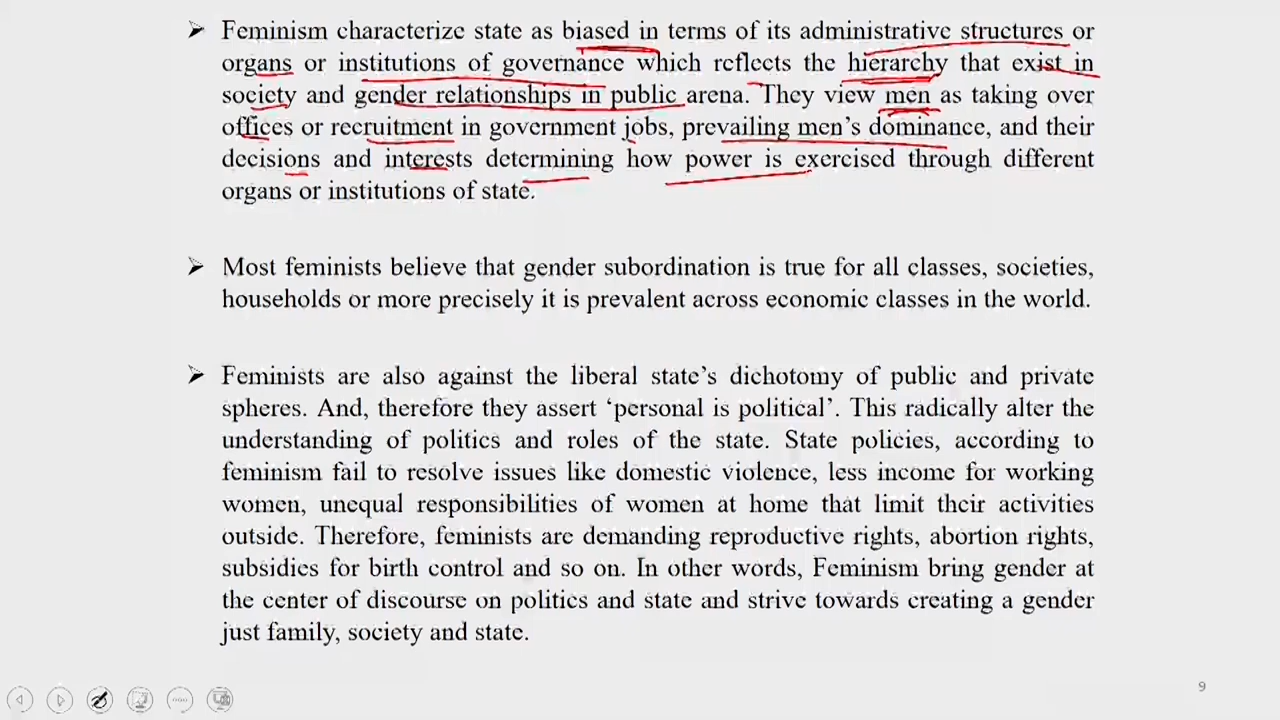 ➢ Feminism characterize state as biased in terms of its administrative structures or
organs or institutions of governance which reflects the hierarchy that exist in
society and gender relationships in public arena. They view men as taking over
offices or recruitment in government jobs, prevailing men's dominance, and their
decisions and interests determining how power is exercised through different
organs or institutions of state.
➢ Most feminists believe that gender subordination is true for all classes, societies,
households or more precisely it is prevalent across economic classes in the world.
➢ Feminists are also against the liberal state's dichotomy of public and private
spheres. And, therefore they assert 'personal is political'. This radically alter the
understanding of politics and roles of the state. State policies, according to
feminism fail to resolve issues like domestic violence, less income for working
women, unequal responsibilities of women at home that limit their activities
outside. Therefore, feminists are demanding reproductive rights, abortion rights,
subsidies for birth control and so on. In other words, Feminism bring gender at
the center of discourse on politics and state and strive towards creating a gender
just family, society and state.
9